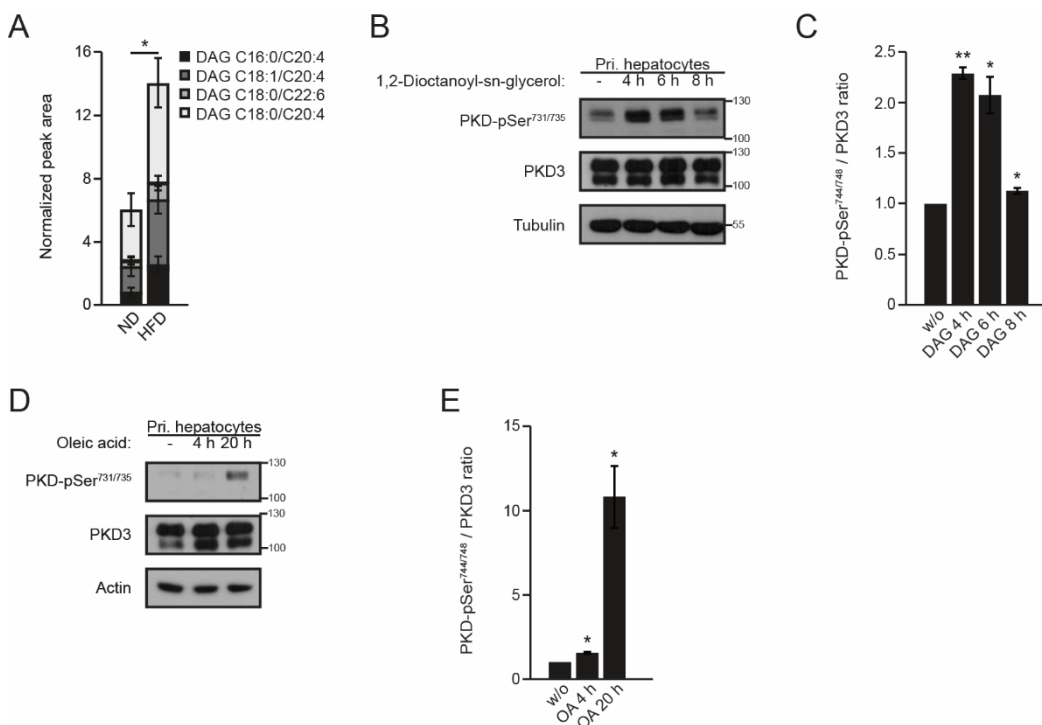 A
*
DAG C16:0/C20:4
DAG C18:1/C20:4
DAG C18:0/C22:6
DAG C18:0/C20:4
Normalized peak area
16
12
8
4
0
ND
HFD
B
Pri. hepatocytes
1,2-Dioctanoyl-sn-glycerol: - 4 h 6 h 8 h
PKD-pSer731/735
130
100
PKD3
130
100
Tubulin
55
C
PKD-pSer744/748 / PKD3 ratio
2.5
2.0
1.5
1.0
0.5
0
**
*
*
w/o
DAG 4 h
DAG 6 h
DAG 8 h
D
Pri. hepatocytes
Oleic acid: - 4 h 20 h
PKD-pSer731/735
130
100
PKD3
130
100
Actin
E
PKD-pSer744/748 / PKD3 ratio
15
10
5
0
*
*
w/o
OA 4 h
OA 20 h